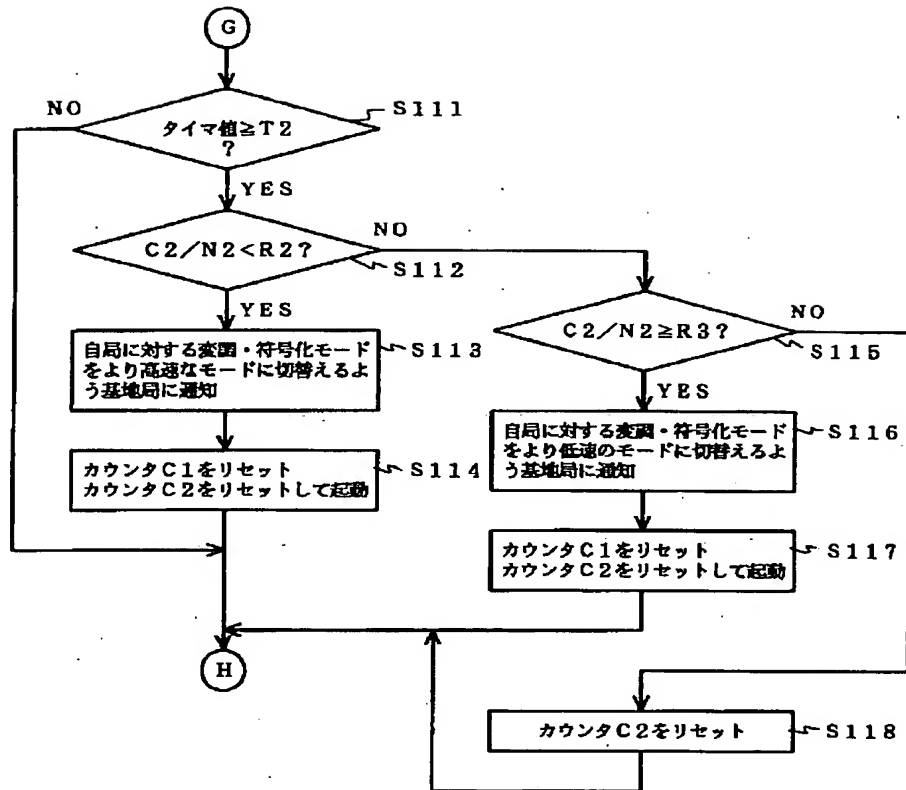 G
NO
タイマ値≧T2
?
S111
YES
C2/N2<R2?
NO
S112
YES
自局に対する変調・符号化モード
をより高速なモードに切替えるよ
う基地局に通知
S113
カウンタC1をリセット
カウンタC2をリセットして起動
S114
C2/N2≧R3?
NO
S115
YES
自局に対する変調・符号化モード
をより低速のモードに切替えるよ
う基地局に通知
S116
カウンタC1をリセット
カウンタC2をリセットして起動
S117
H
カウンタC2をリセット
S118